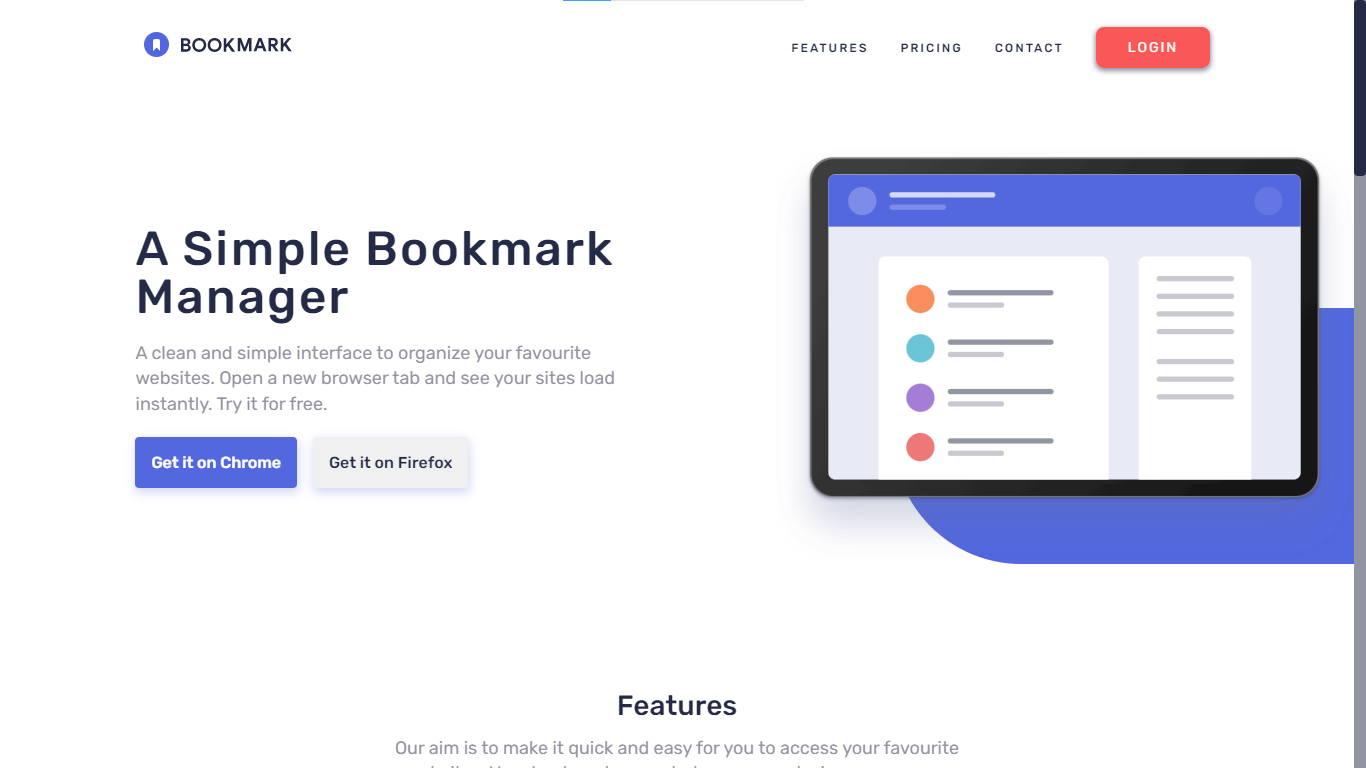 BOOKMARK
FEATURES PRICING CONTACT LOGIN
A Simple Bookmark
Manager
A clean and simple interface to organize your favourite
websites. Open a new browser tab and see your sites load
instantly. Try it for free.
Get it on Chrome Get it on Firefox
Features
Our aim is to make it quick and easy for you to access your favourite